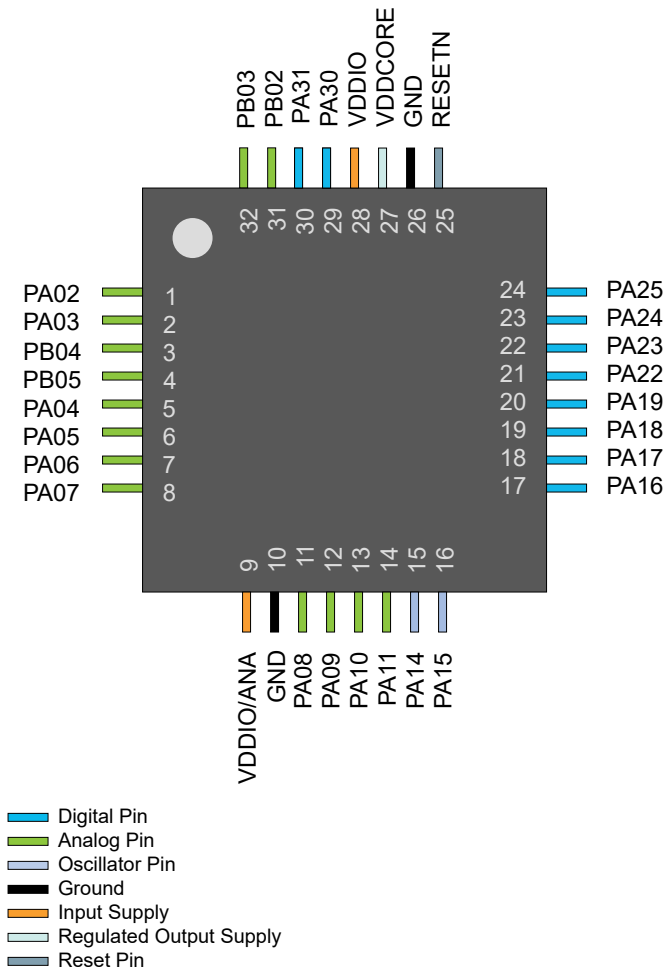 PB03
PB02
PA31
PA30
VDDIO
VDDCORE
GND
RESETN
32
31
30
29
28
27
26
25
PA02
1
PA03
2
PB04
3
PB05
4
PA04
5
PA05
6
PA06
7
PA07
8
24
PA25
23
PA24
22
PA23
21
PA22
20
PA19
19
PA18
18
PA17
17
PA16
9
10
11
12
13
14
15
16
VDDIO/ANA
GND
PA08
PA09
PA10
PA11
PA14
PA15
Digital Pin
Analog Pin
Oscillator Pin
Ground
Input Supply
Regulated Output Supply
Reset Pin